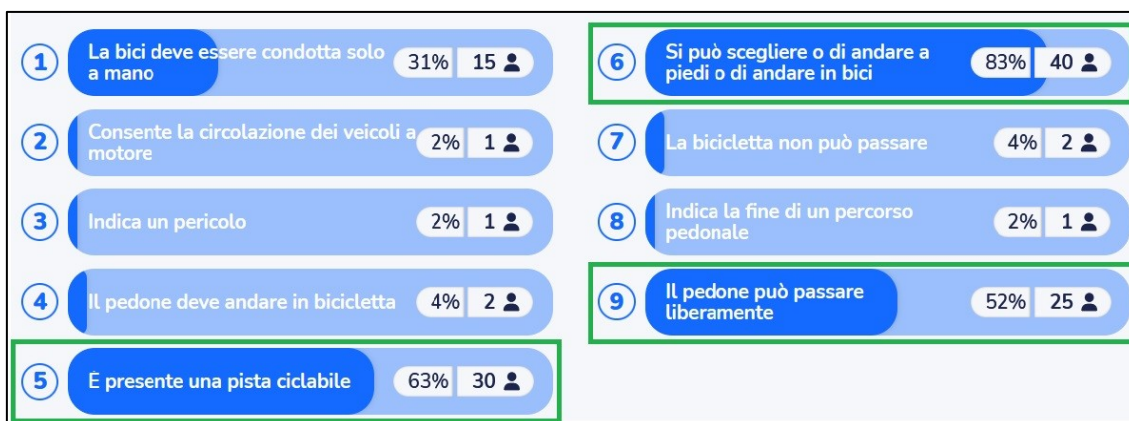 1
La bici deve essere condotta solo
a mano
31% 15
2
Consente la circolazione dei veicoli a
motore
2% 1
3
Indica un pericolo
2% 1
4
Il pedone deve andare in bicicletta
4% 2
5
È presente una pista ciclabile
63% 30
6
Si può scegliere o di andare a
piedi o di andare in bici
83% 40
7
La bicicletta non può passare
4% 2
8
Indica la fine di un percorso
pedonale
2% 1
9
Il pedone può passare
liberamente
52% 25